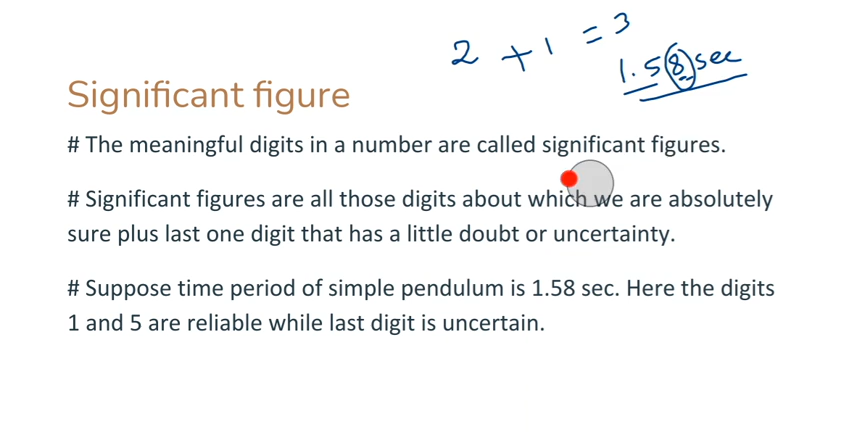 2 + 1 = 3
1.58 sec
Significant figure
# The meaningful digits in a number are called significant figures.
# Significant figures are all those digits about which we are absolutely
sure plus last one digit that has a little doubt or uncertainty.
# Suppose time period of simple pendulum is 1.58 sec. Here the digits
1 and 5 are reliable while last digit is uncertain.